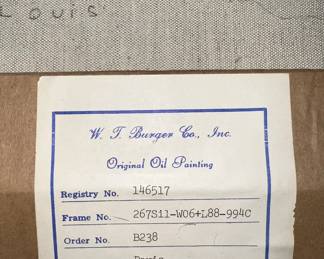 Louis
W. T. Burger Co., Inc.
Original Oil Painting
Registry No. 146517
Frame No. 267S11-W06+L88-994C
Order No. B238